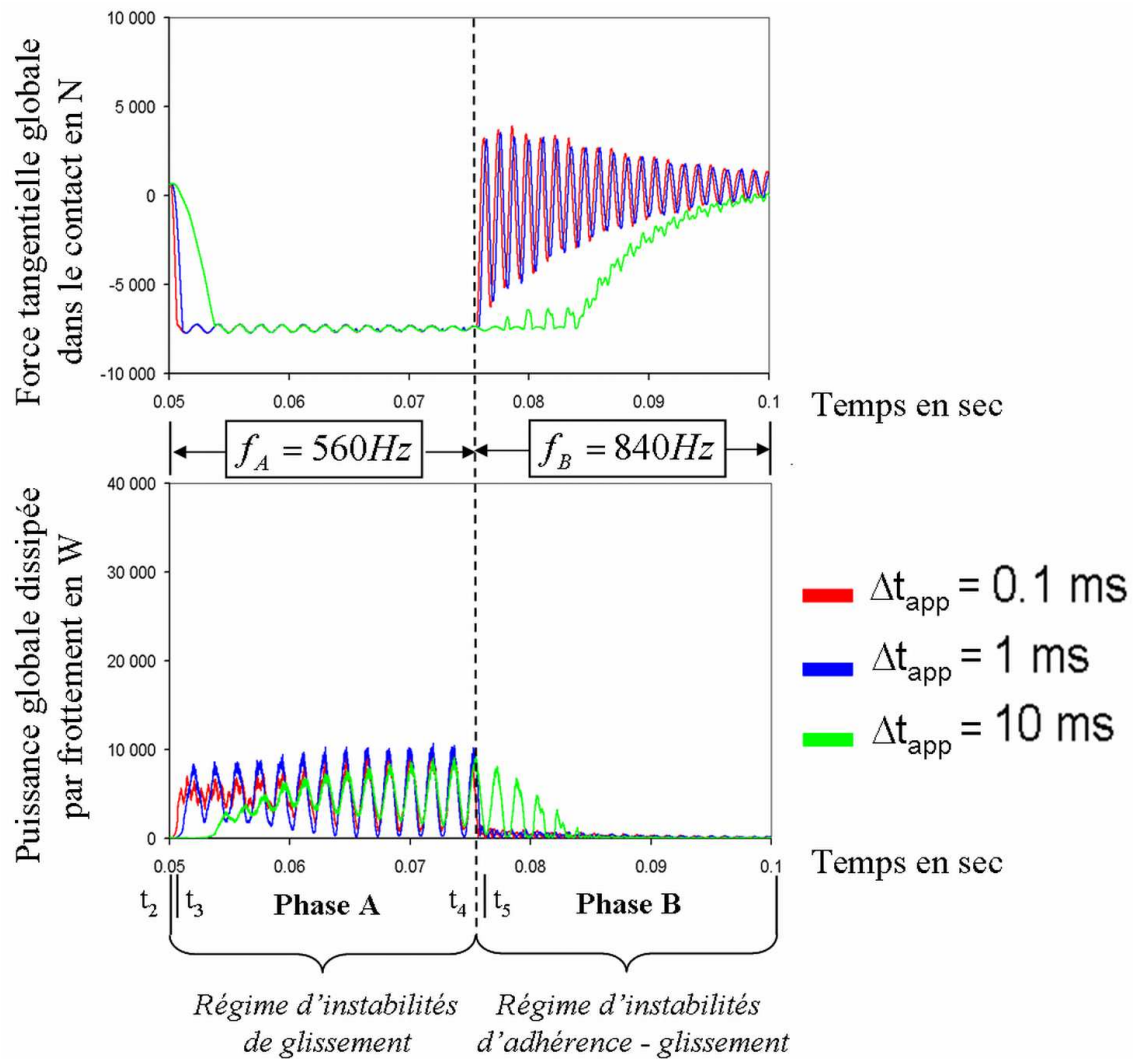 Force tangentielle globale
dans le contact en N
10 000
5 000
0
-5 000
-10 000
0.05
0.06
0.07
0.08
0.09
0.1
Temps en sec
f_A = 560Hz
f_B = 840Hz
Puissance globale dissipée
par frottement en W
40 000
30 000
20 000
10 000
0
0.05
0.06
0.07
0.08
0.09
0.1
Temps en sec
Δt_app = 0.1 ms
Δt_app = 1 ms
Δt_app = 10 ms
t_2
t_3
Phase A
t_4
t_5
Phase B
Régime d'instabilités
de glissement
Régime d'instabilités
d'adhérence - glissement